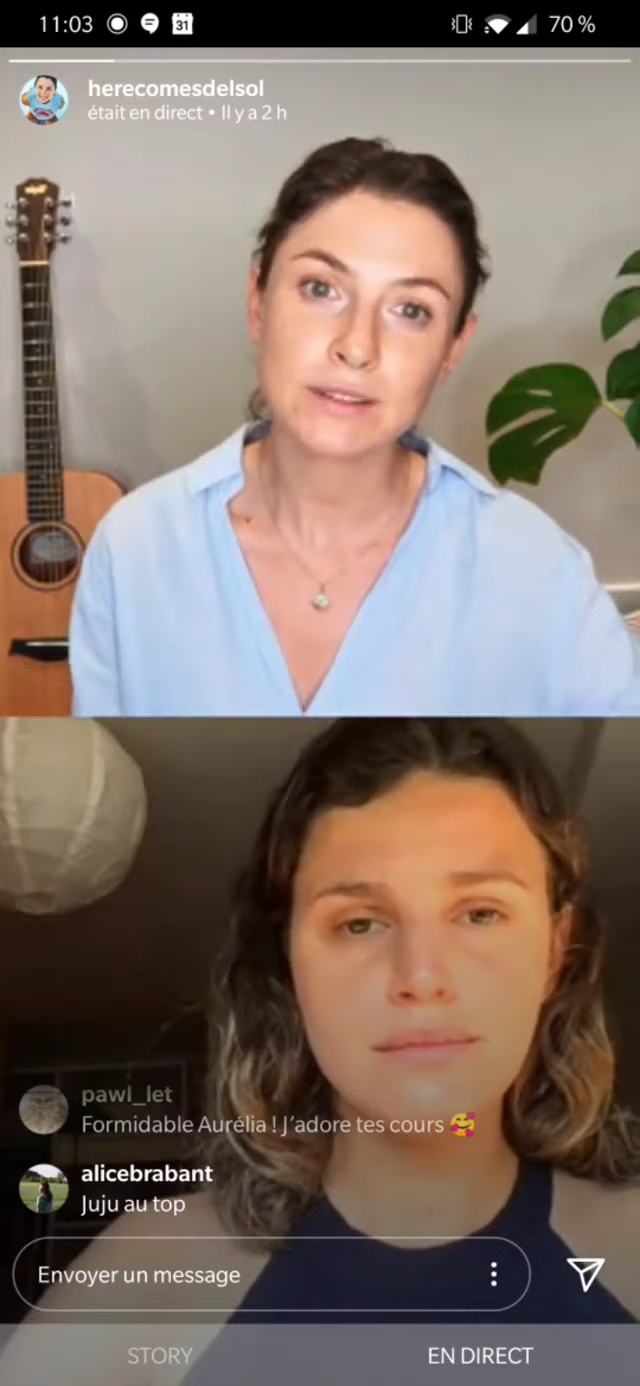 11:03
31
70 %
herecomesdelsol
était en direct • Il y a 2 h
pawl_let
Formidable Aurélia ! J'adore tes cours 🥰
alicebrabant
Juju au top
Envoyer un message
STORY
EN DIRECT